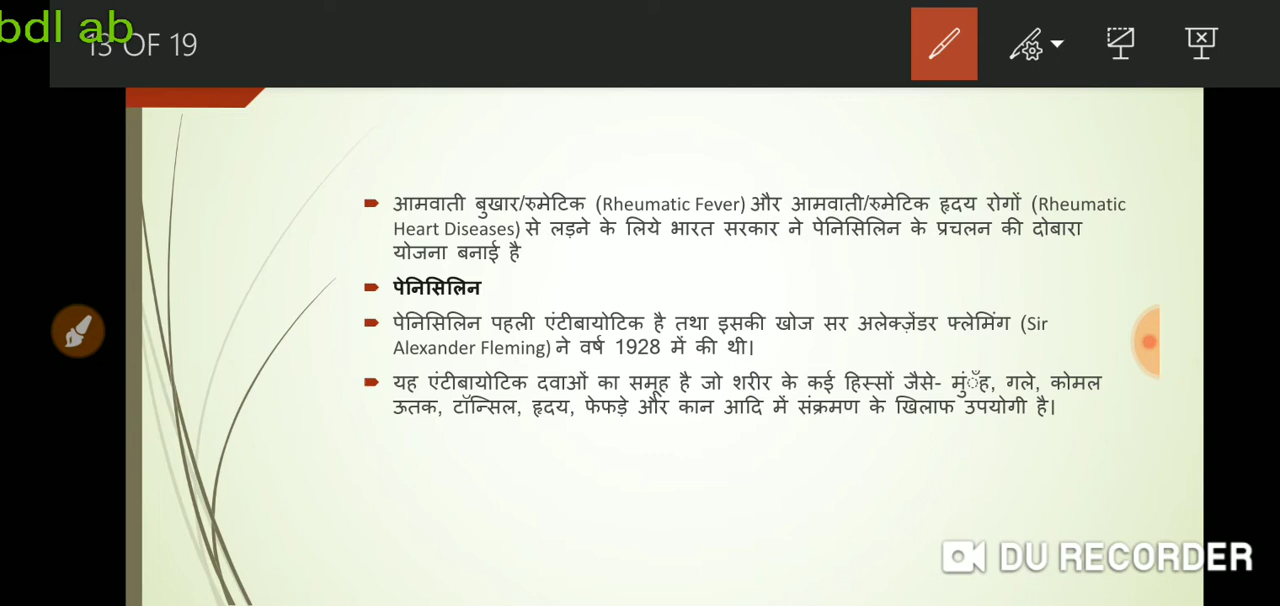 bdl ab
13 OF 19
आमवाती बुखार/रुमेटिक (Rheumatic Fever) और आमवाती/रुमेटिक हृदय रोगों (Rheumatic
Heart Diseases) से लड़ने के लिये भारत सरकार ने पेनिसिलिन के प्रचलन की दोबारा
योजना बनाई है
पेनिसिलिन
पेनिसिलिन पहली एंटीबायोटिक है तथा इसकी खोज सर अलेक्ज़ेंडर फ्लेमिंग (Sir
Alexander Fleming) ने वर्ष 1928 में की थी।
यह एंटीबायोटिक दवाओं का समूह है जो शरीर के कई हिस्सों जैसे- मुंँह, गले, कोमल
ऊतक, टॉन्सिल, हृदय, फेफड़े और कान आदि में संक्रमण के खिलाफ उपयोगी है।
DU RECORDER